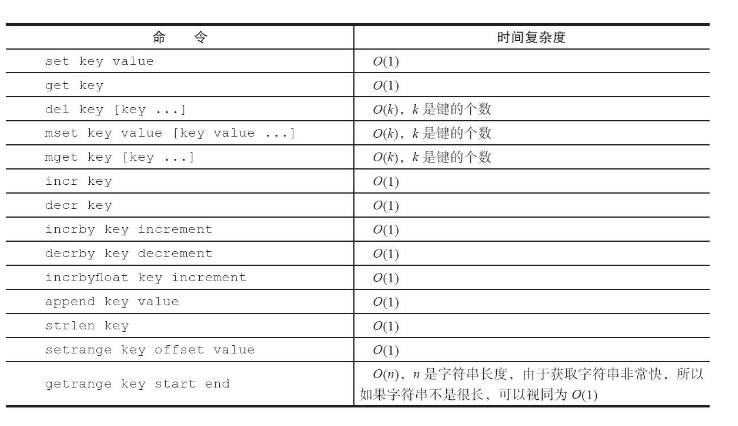 命 令 时间复杂度
set key value O(1)
get key O(1)
del key [key ...] O(k)，k 是键的个数
mset key value [key value ...] O(k)，k 是键的个数
mget key [key ...] O(k)，k 是键的个数
incr key O(1)
decr key O(1)
incrby key increment O(1)
decrby key decrement O(1)
incrbyfloat key increment O(1)
append key value O(1)
strlen key O(1)
setrange key offset value O(1)
getrange key start end O(n)，n 是字符串长度，由于获取字符串非常快，所以
如果字符串不是很长，可以视同为 O(1)